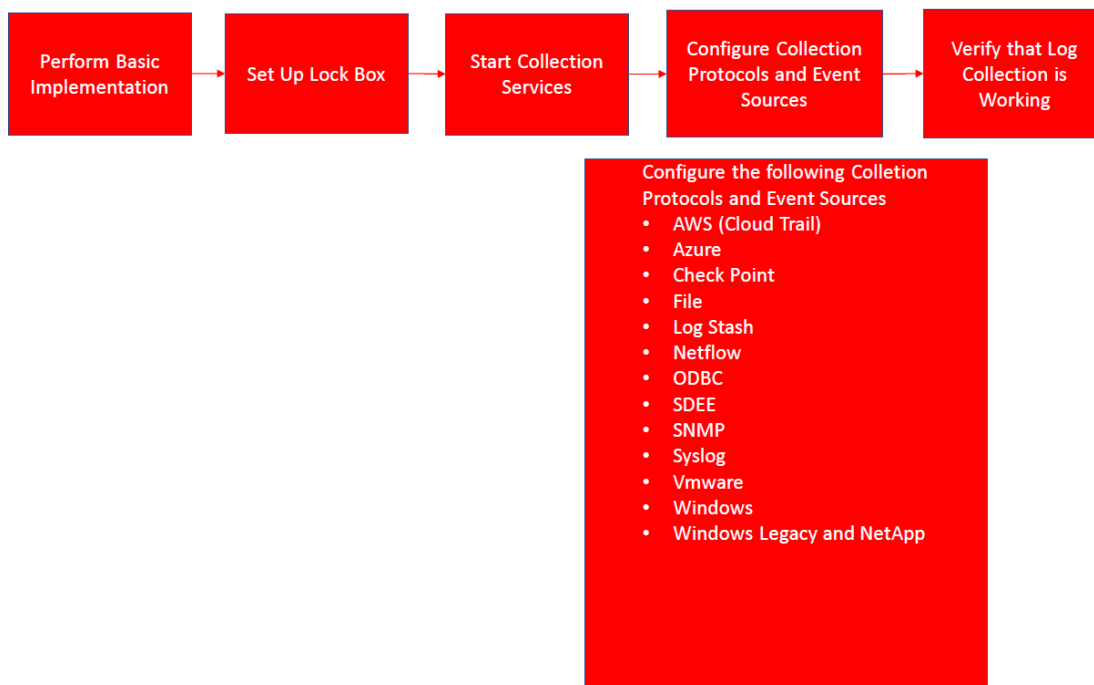 Perform Basic
Implementation
Set Up Lock Box
Start Collection
Services
Configure Collection
Protocols and Event
Sources
Verify that Log
Collection is
Working
Configure the following Colletion
Protocols and Event Sources
• AWS (Cloud Trail)
• Azure
• Check Point
• File
• Log Stash
• Netflow
• ODBC
• SDEE
• SNMP
• Syslog
• Vmware
• Windows
• Windows Legacy and NetApp